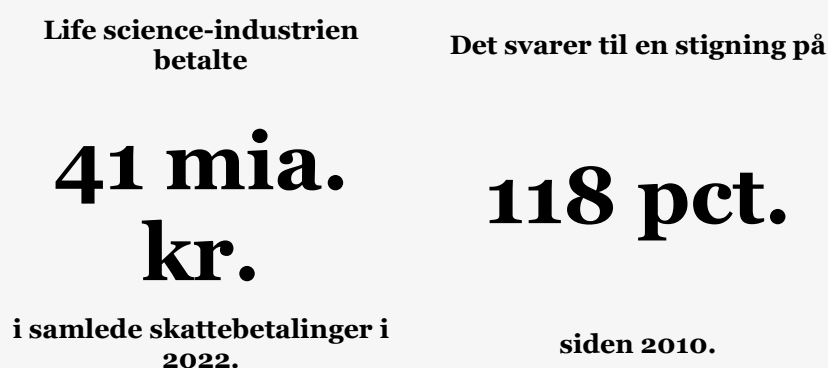 Life science-industrien
betalte
41 mia.
kr.
i samlede skattebetalinger i
2022.
Det svarer til en stigning på
118 pct.
siden 2010.